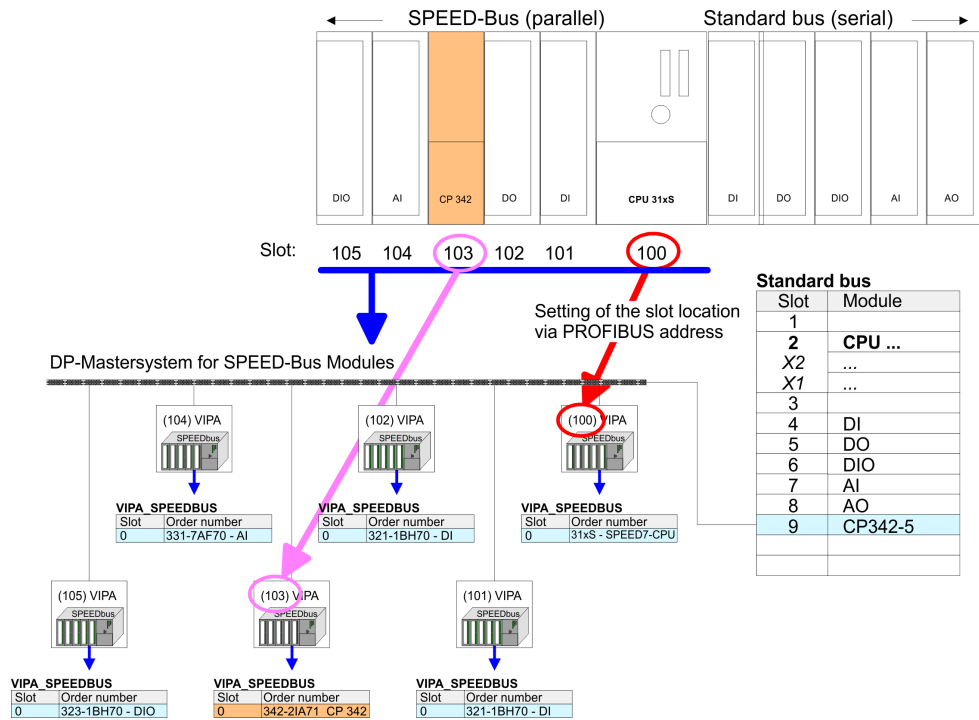 SPEED-Bus (parallel) Standard bus (serial)
DIO AI CP 342 DO DI CPU 31xS DI DO DIO AI AO
Slot: 105 104 103 102 101 100
Setting of the slot location
via PROFIBUS address
Standard bus
Slot Module
1
2 CPU ...
X2 ...
X1 ...
3
4 DI
5 DO
6 DIO
7 AI
8 AO
9 CP342-5
DP-Mastersystem for SPEED-Bus Modules
(104) VIPA
SPEEDbus
VIPA_SPEEDBUS
Slot Order number
0 331-7AF70 - AI
(102) VIPA
SPEEDbus
VIPA_SPEEDBUS
Slot Order number
0 321-1BH70 - DI
(100) VIPA
SPEEDbus
VIPA_SPEEDBUS
Slot Order number
0 31xS - SPEED7-CPU
(105) VIPA
SPEEDbus
VIPA_SPEEDBUS
Slot Order number
0 323-1BH70 - DIO
(103) VIPA
SPEEDbus
VIPA_SPEEDBUS
Slot Order number
0 342-2IA71 CP 342
(101) VIPA
SPEEDbus
VIPA_SPEEDBUS
Slot Order number
0 321-1BH70 - DI